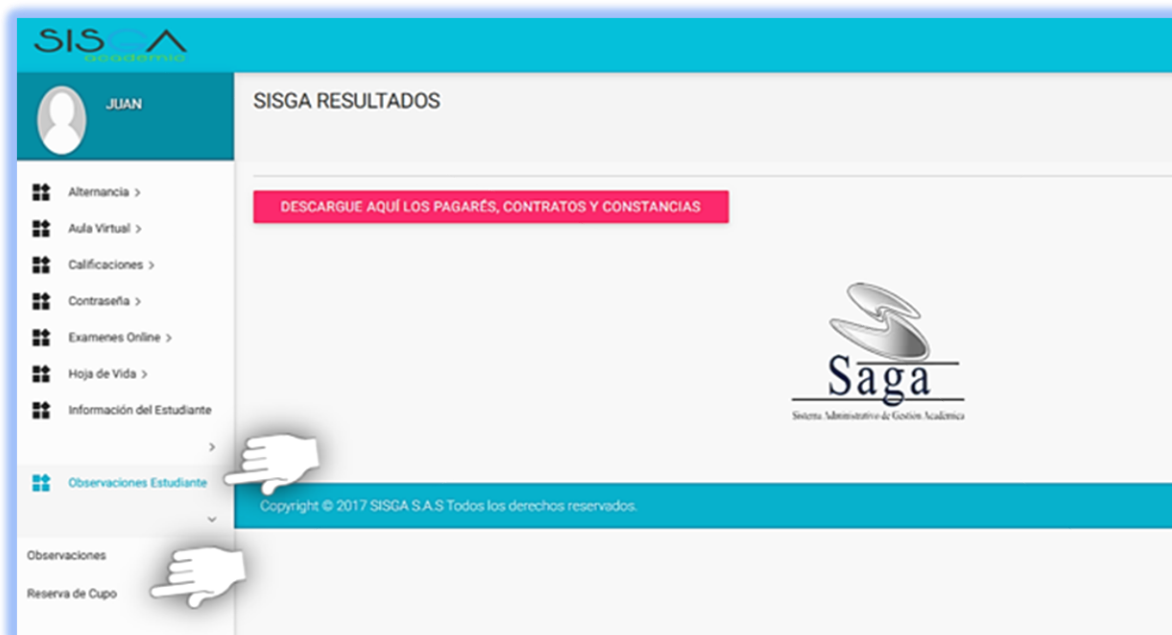 SISGA
academic
JUAN
SISGA RESULTADOS
DESCARGUE AQUÍ LOS PAGARÉS, CONTRATOS Y CONSTANCIAS
Alternancia >
Aula Virtual >
Calificaciones >
Contraseña >
Examenes Online >
Hoja de Vida >
Información del Estudiante
>
Observaciones Estudiante
Observaciones
Reserva de Cupo
Saga
Sistema Administrativo de Gestión Académica
Copyright © 2017 SISGA S.A.S Todos los derechos reservados.